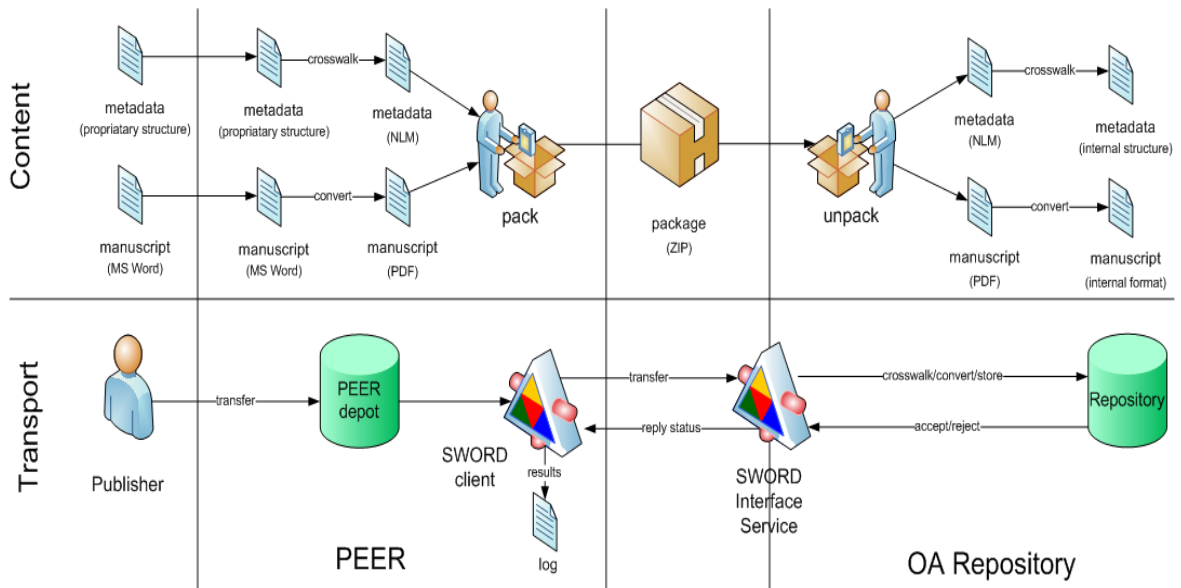 Content
crosswalk
crosswalk
metadata
(propriatary structure)
metadata
(propriatary structure)
metadata
(NLM)
metadata
(NLM)
metadata
(internal structure)
convert
pack
package
(ZIP)
unpack
convert
manuscript
(MS Word)
manuscript
(MS Word)
manuscript
(PDF)
manuscript
(PDF)
manuscript
(internal format)
Transport
Publisher
transfer
PEER
depot
SWORD
client
transfer
reply status
results
log
SWORD
Interface
Service
crosswalk/convert/store
accept/reject
Repository
PEER
OA Repository